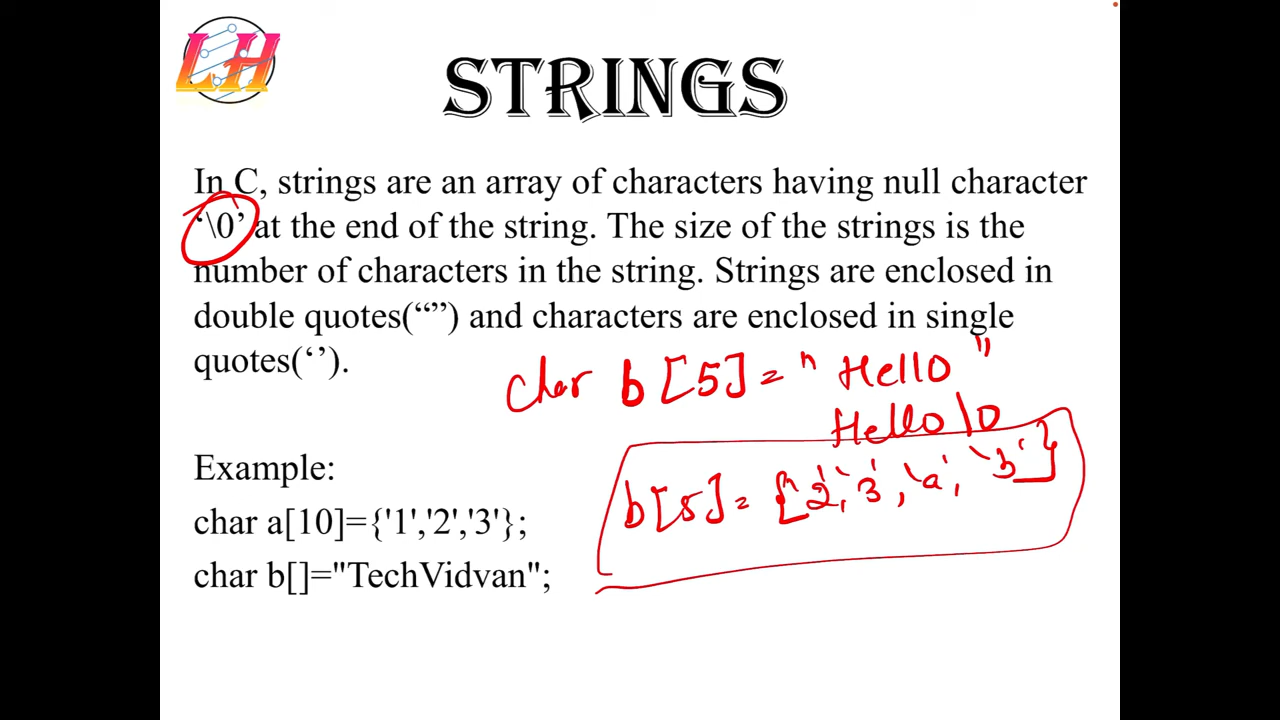 LH
STRINGS
In C, strings are an array of characters having null character
‘\0’ at the end of the string. The size of the strings is the
number of characters in the string. Strings are enclosed in
double quotes(“”) and characters are enclosed in single
quotes(‘’).
char b[5]="Hello"
Hello\0
Example:
b[5]={'2','3','a','b'}
char a[10]={'1','2','3'};
char b[]="TechVidvan";